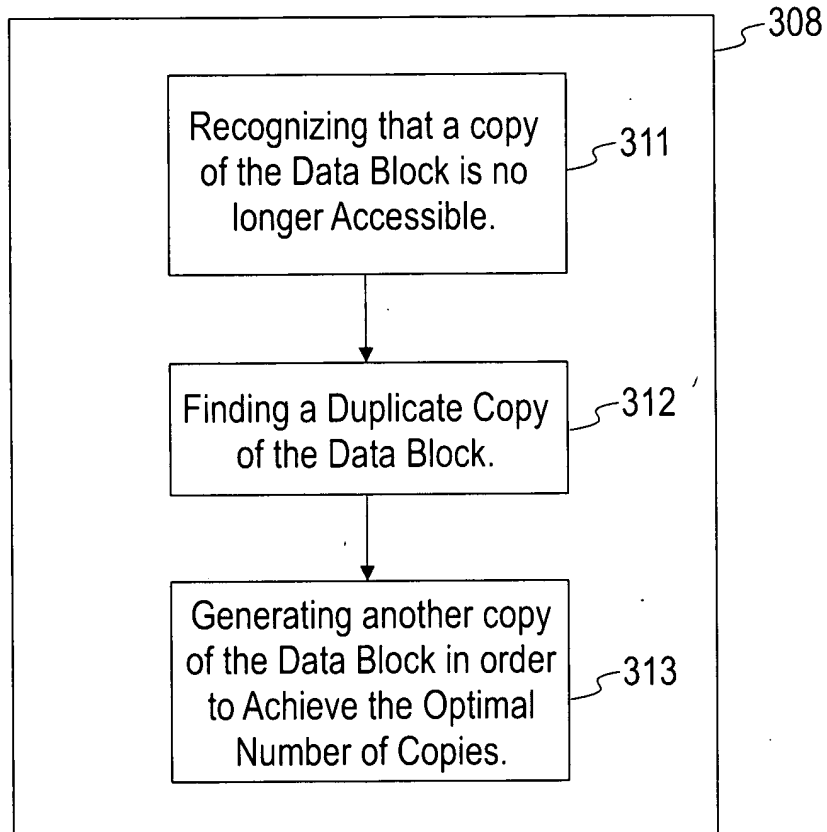 308
Recognizing that a copy
of the Data Block is no
longer Accessible.
311
Finding a Duplicate Copy
of the Data Block.
312
Generating another copy
of the Data Block in order
to Achieve the Optimal
Number of Copies.
313